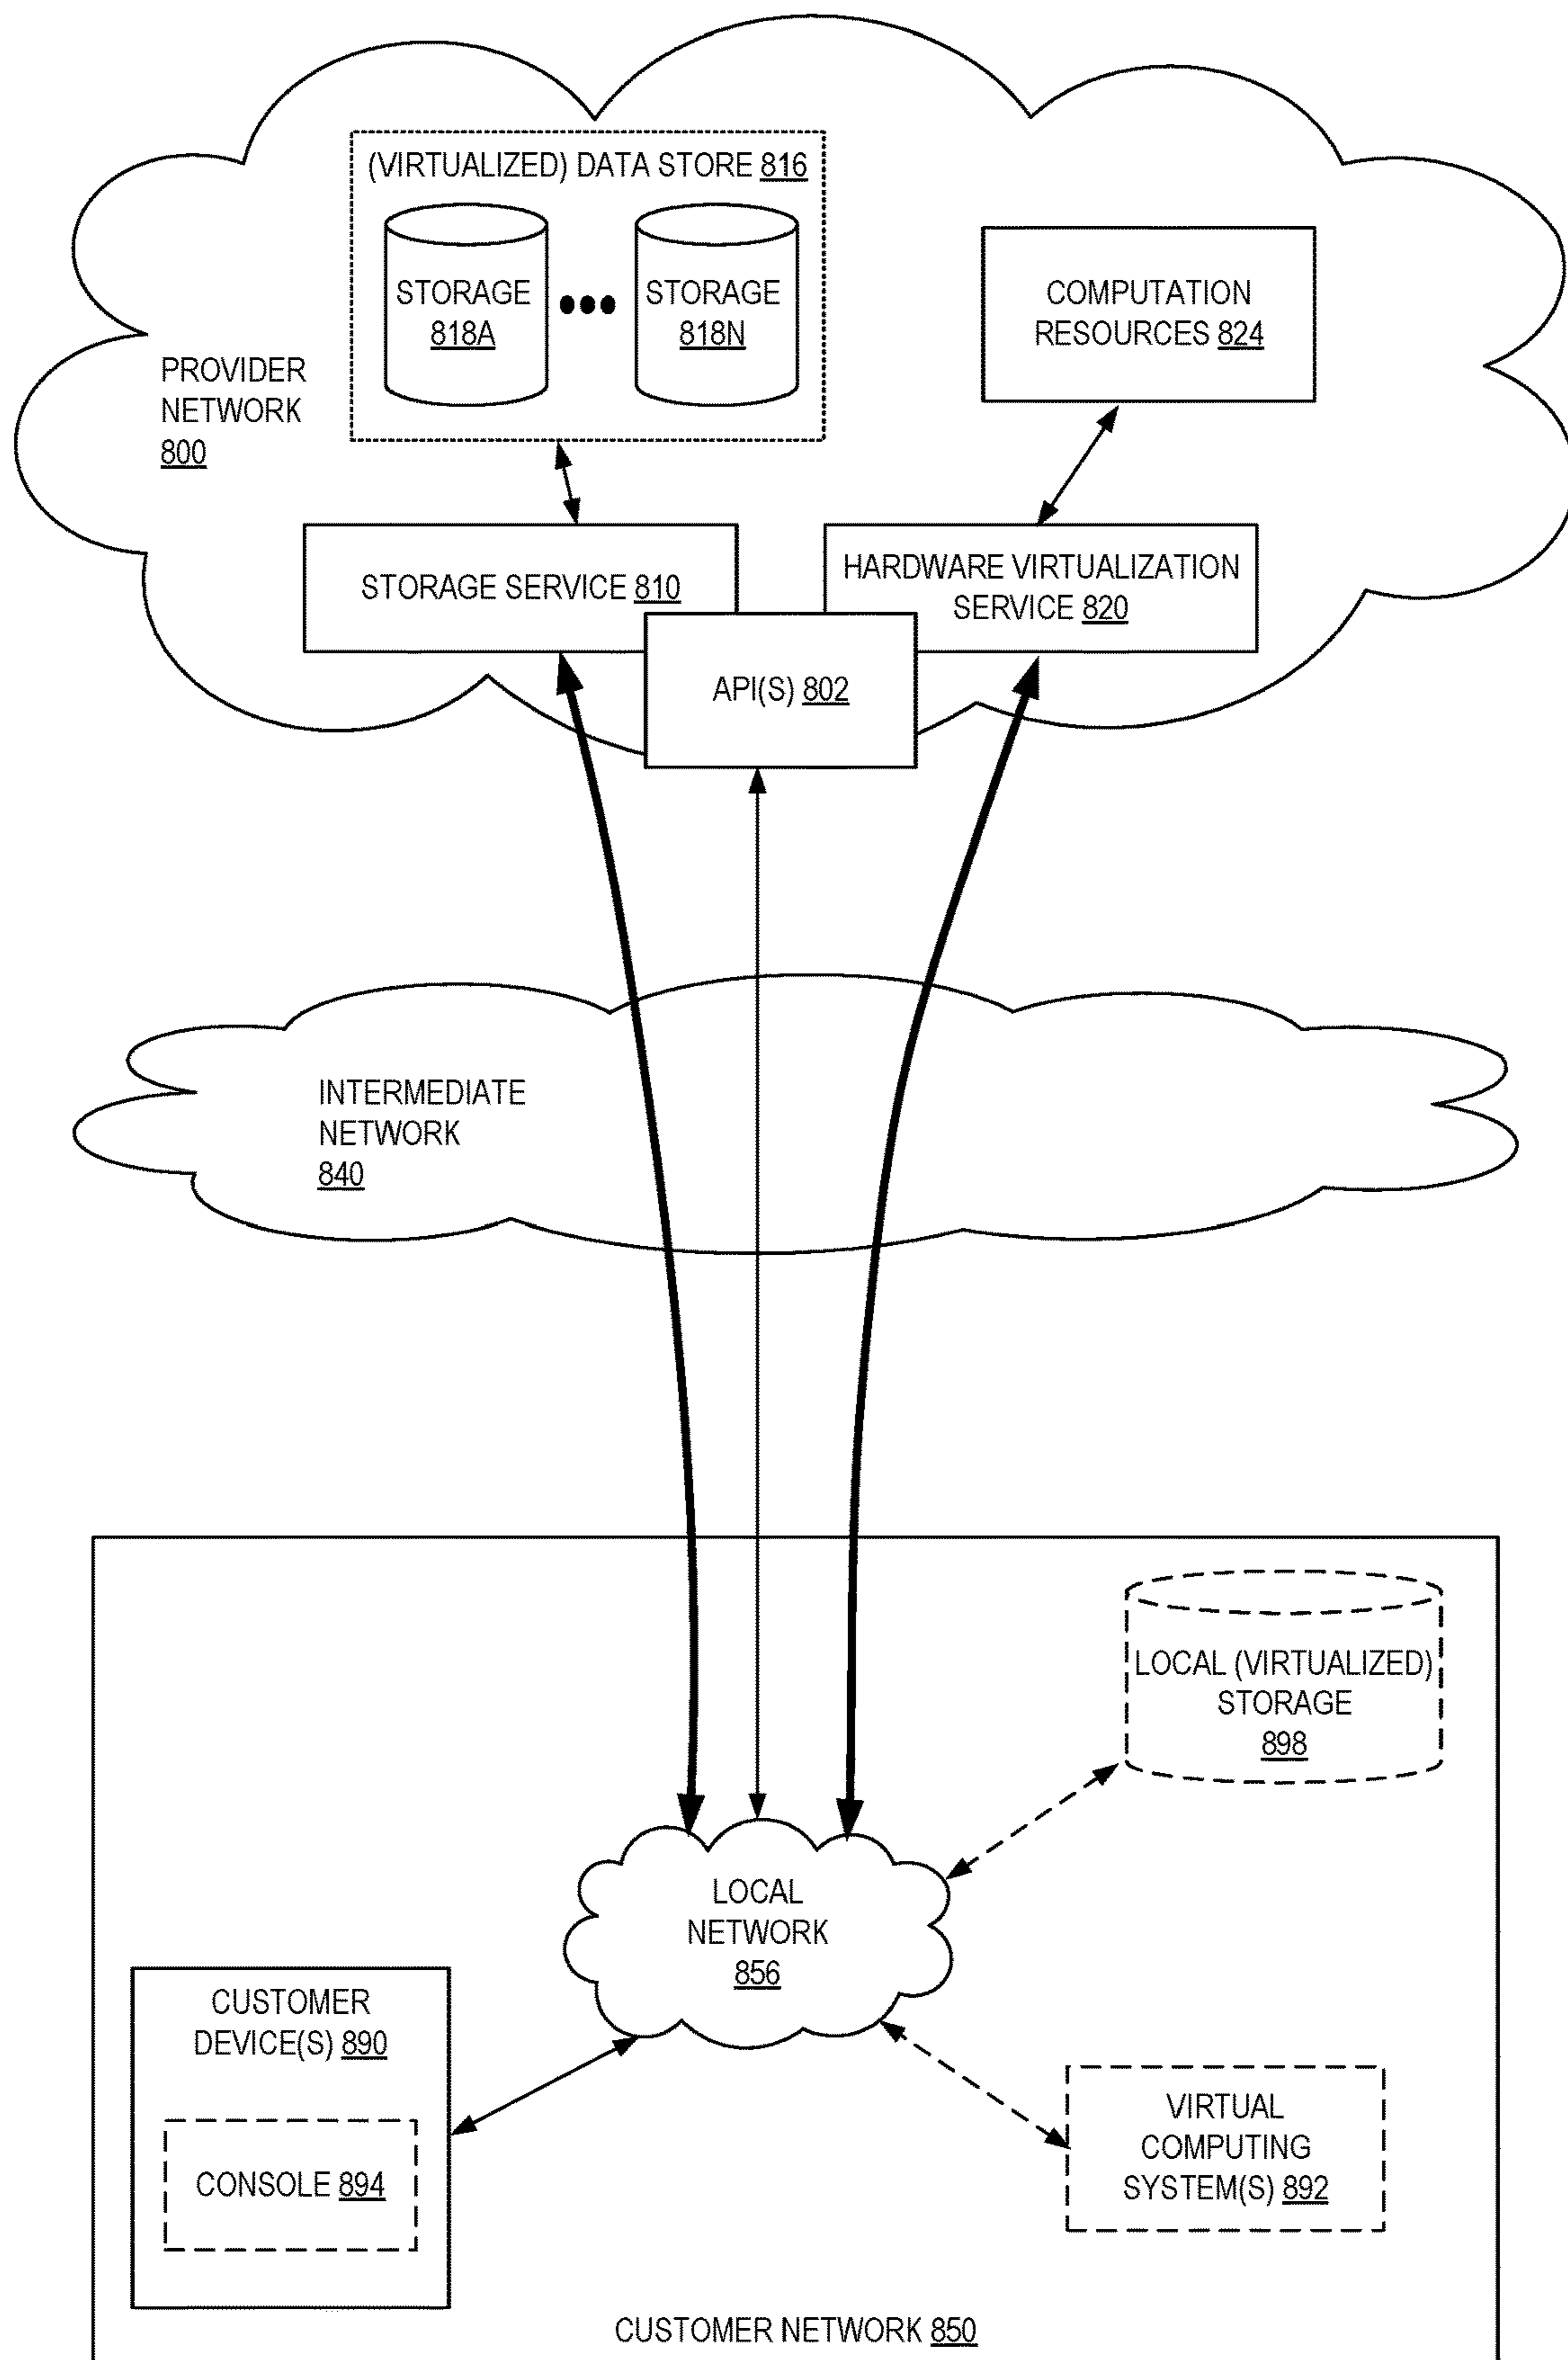 (VIRTUALIZED) DATA STORE 816
STORAGE
818A
STORAGE
818N
COMPUTATION
RESOURCES 824
PROVIDER
NETWORK
800
STORAGE SERVICE 810
HARDWARE VIRTUALIZATION
SERVICE 820
API(S) 802
INTERMEDIATE
NETWORK
840
LOCAL (VIRTUALIZED)
STORAGE
898
LOCAL
NETWORK
856
CUSTOMER
DEVICE(S) 890
CONSOLE 894
VIRTUAL
COMPUTING
SYSTEM(S) 892
CUSTOMER NETWORK 850